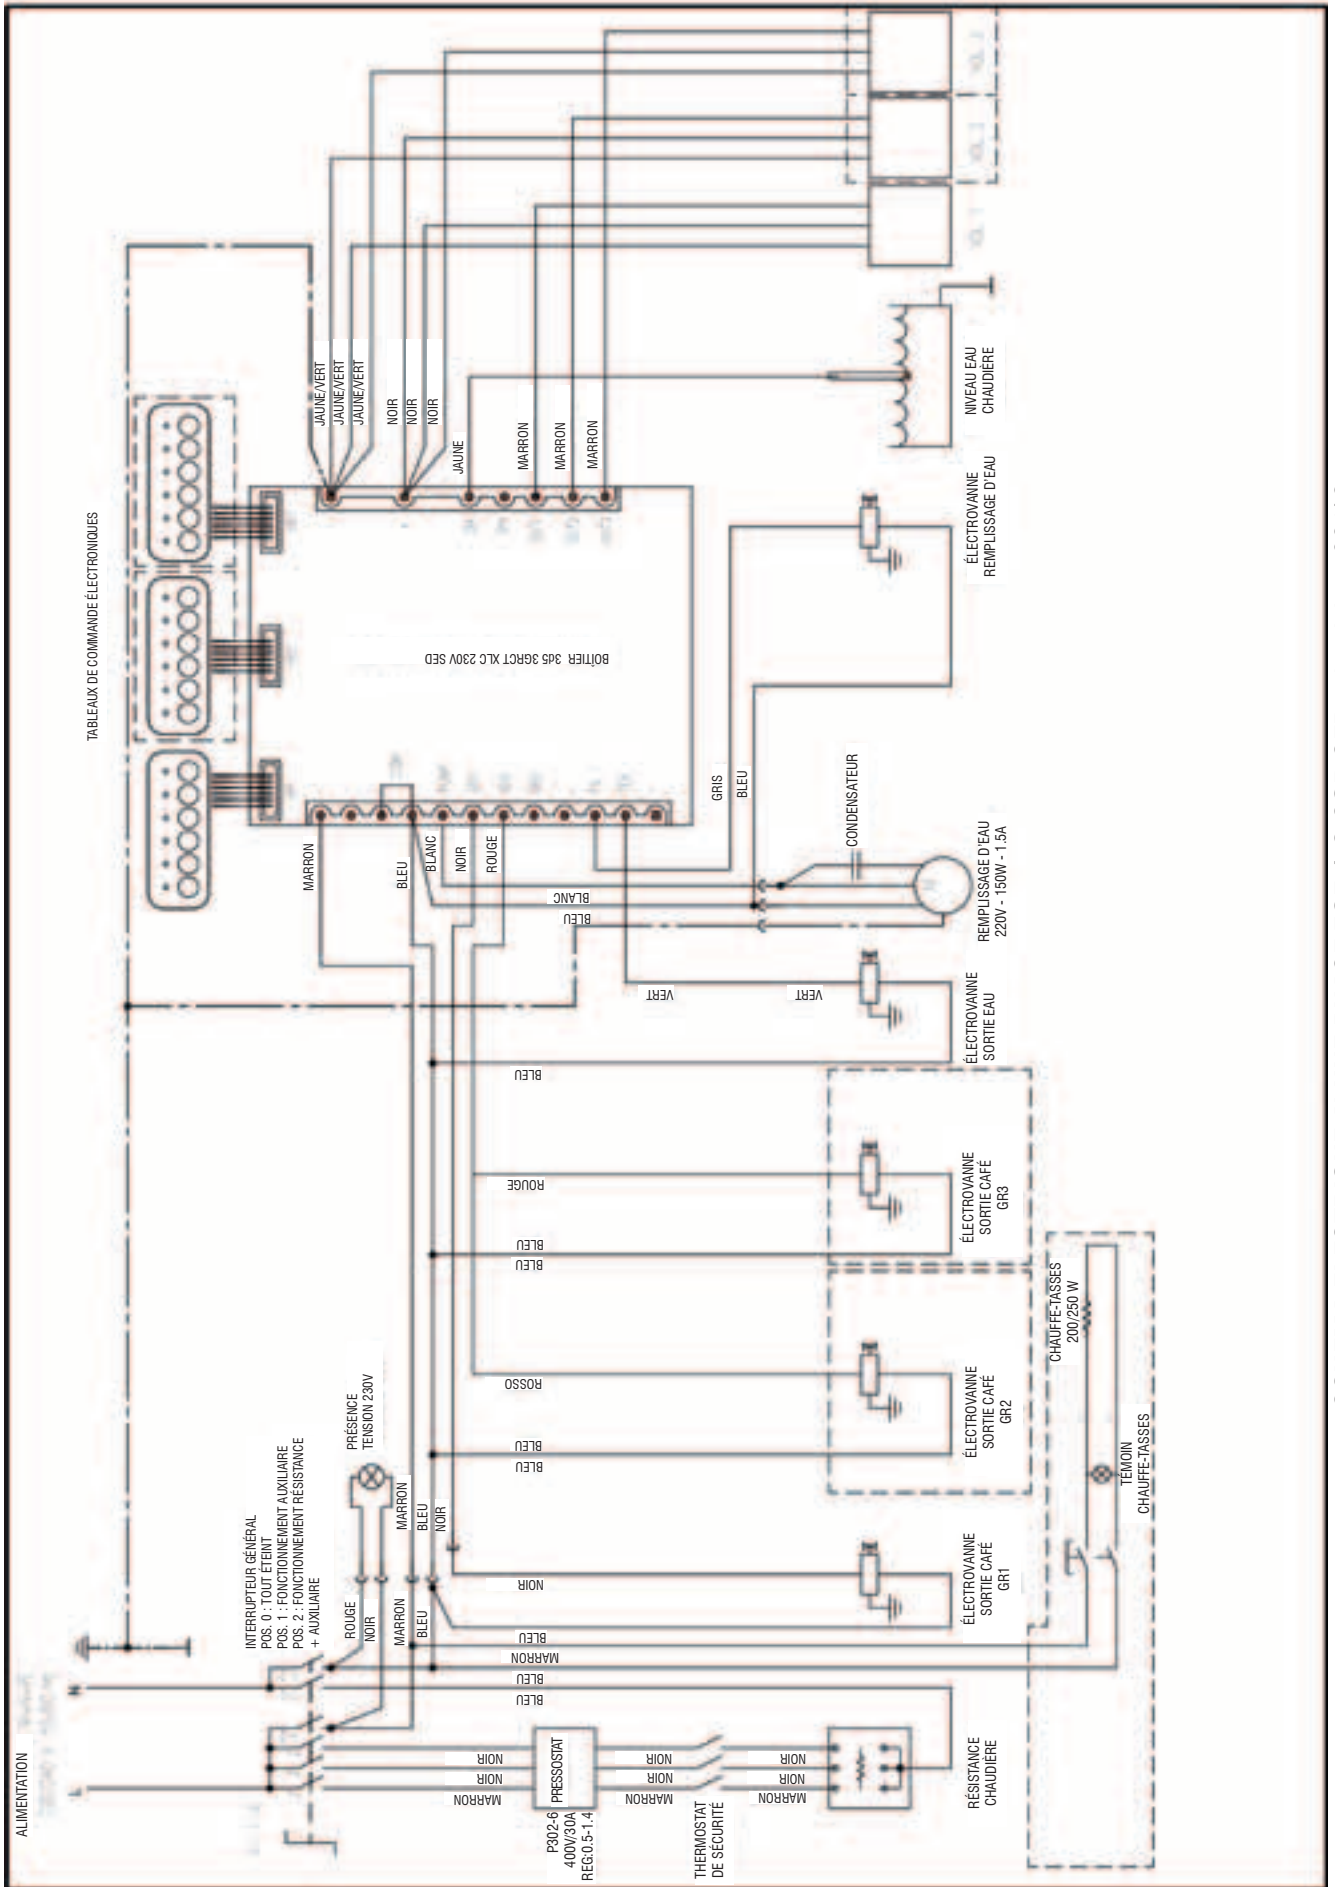 ALIMENTATION
L
N
INTERRUPTEUR GÉNÉRAL
POS. 0 : TOUT ÉTEINT
POS. 1 : FONCTIONNEMENT AUXILIAIRE
POS. 2 : FONCTIONNEMENT RÉSISTANCE
+ AUXILIAIRE
PRÉSENCE
TENSION 230V
ROUGE
NOIR
MARRON
BLEU
MARRON
BLEU
NOIR
TABLEAUX DE COMMANDE ÉLECTRONIQUES
BOÎTIER 3d5 3GRCT XLC 230V SED
MARRON
BLEU
BLANC
NOIR
ROUGE
JAUNE/VERT
JAUNE/VERT
JAUNE/VERT
NOIR
NOIR
NOIR
JAUNE
MARRON
MARRON
MARRON
GRIS
BLEU
BLANC
BLEU
VERT
VERT
BLEU
ROUGE
BLEU
BLEU
ROSSO
BLEU
BLEU
NOIR
BLEU
MARRON
BLEU
BLEU
NOIR
NOIR
MARRON
P302-6
400V/30A
REG:0.5-1.4
PRESSOSTAT
NOIR
NOIR
MARRON
THERMOSTAT
DE SÉCURITÉ
NOIR
NOIR
MARRON
RÉSISTANCE
CHAUDIÈRE
ÉLECTROVANNE
SORTIE CAFÉ
GR1
ÉLECTROVANNE
SORTIE CAFÉ
GR2
ÉLECTROVANNE
SORTIE CAFÉ
GR3
ÉLECTROVANNE
SORTIE EAU
CONDENSATEUR
REMPLISSAGE D'EAU
220V - 150W - 1.5A
ÉLECTROVANNE
REMPLISSAGE D'EAU
NIVEAU EAU
CHAUDIÈRE
VOL. 1
CHAUFFE-TASSES
200/250 W
TÉMOIN
CHAUFFE-TASSES